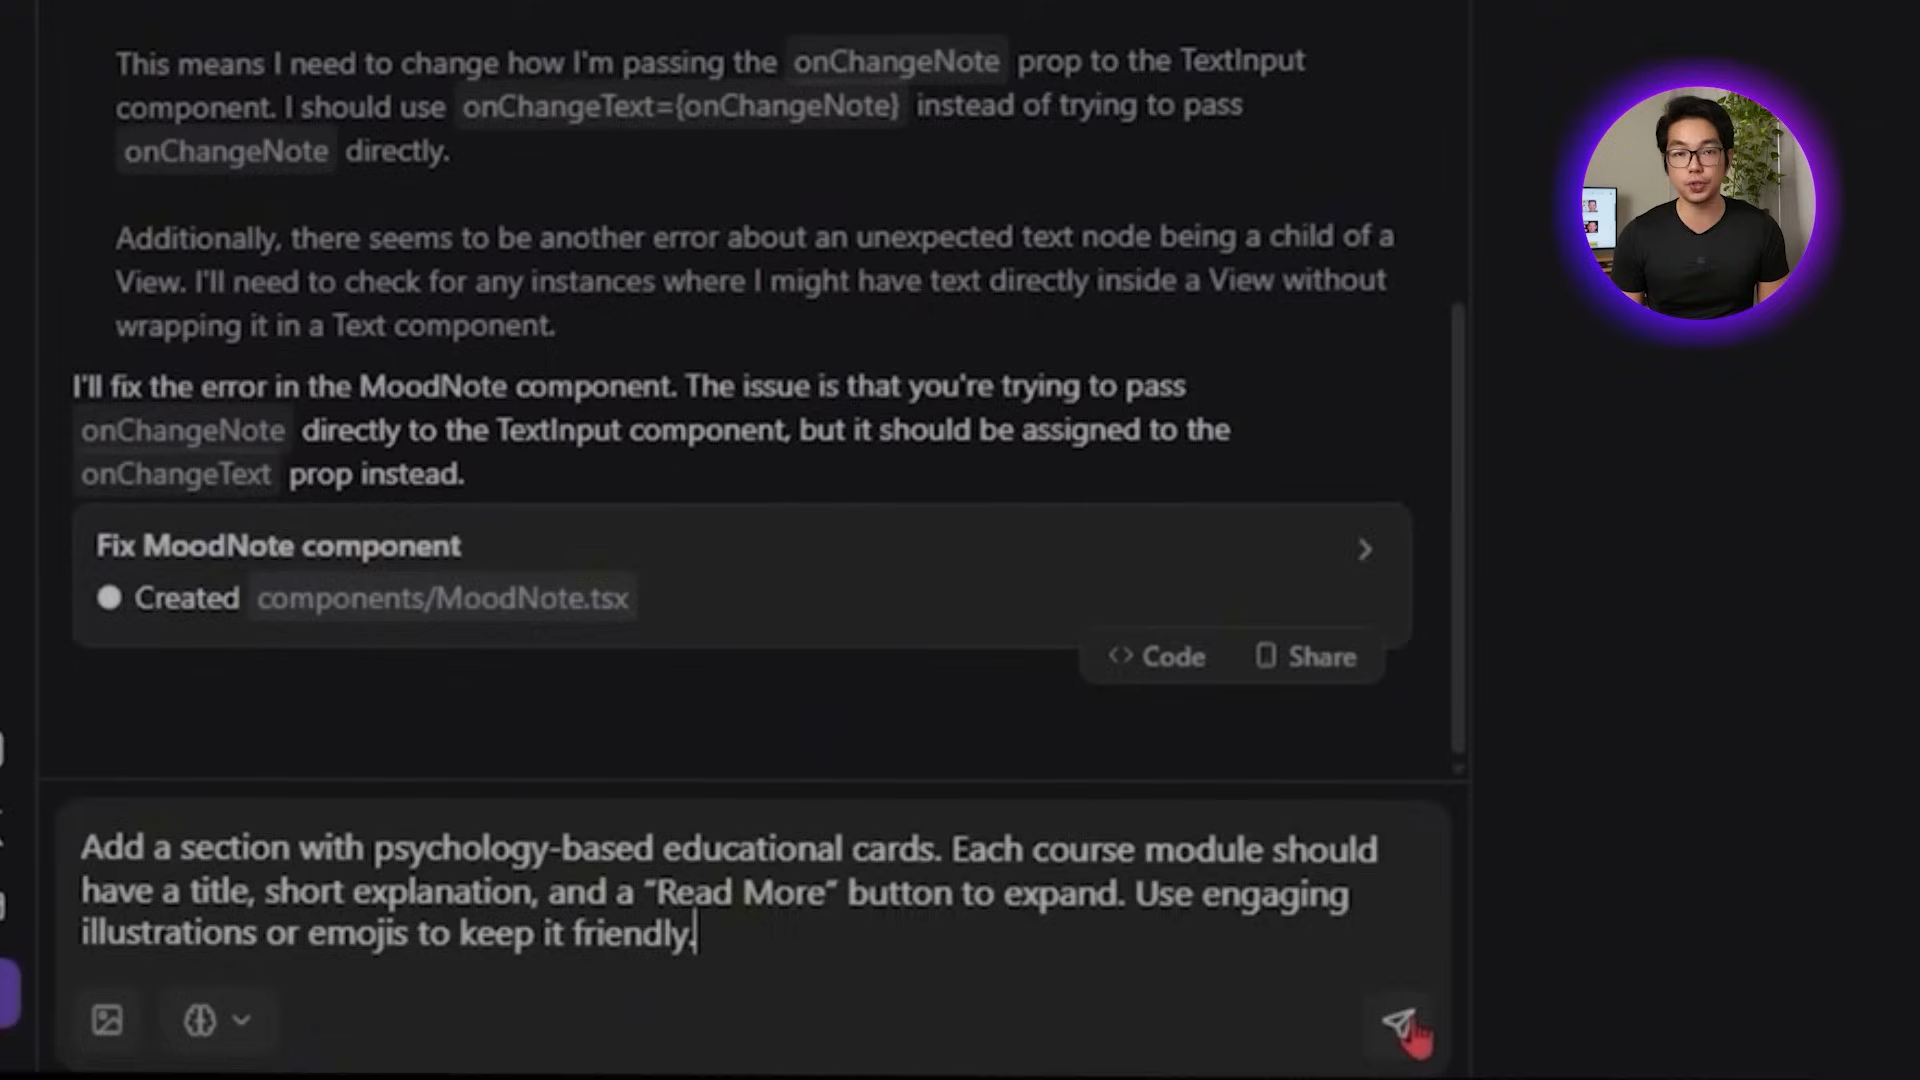 This means I need to change how I'm passing the onChangeNote prop to the TextInput
component. I should use onChangeText={onChangeNote} instead of trying to pass
onChangeNote directly.
Additionally, there seems to be another error about an unexpected text node being a child of a
View. I'll need to check for any instances where I might have text directly inside a View without
wrapping it in a Text component.
I'll fix the error in the MoodNote component. The issue is that you're trying to pass
onChangeNote directly to the TextInput component, but it should be assigned to the
onChangeText prop instead.
Fix MoodNote component
Created components/MoodNote.tsx
Code Share
Add a section with psychology-based educational cards. Each course module should
have a title, short explanation, and a “Read More” button to expand. Use engaging
illustrations or emojis to keep it friendly.